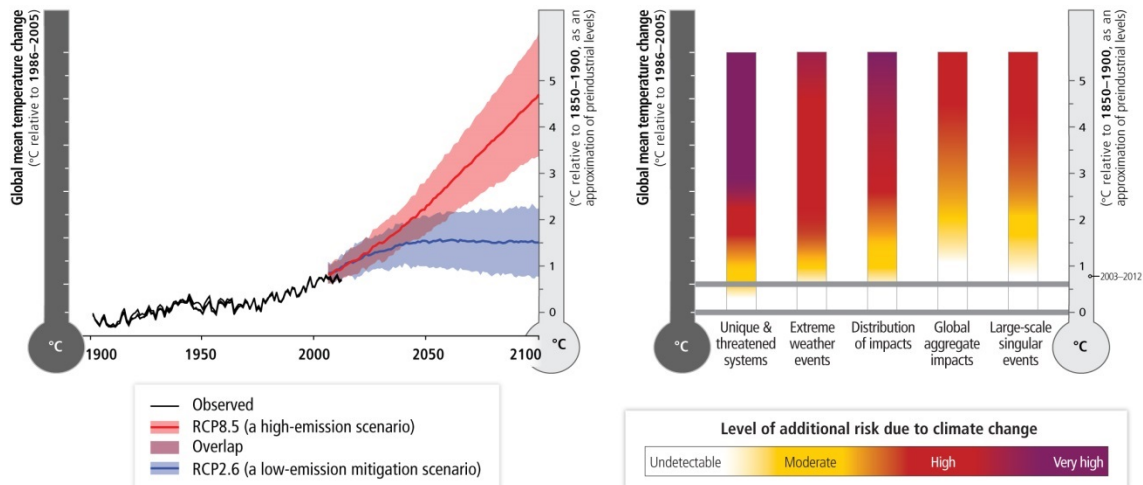 Global mean temperature change
(°C relative to 1986–2005)
5
4
3
2
1
0
(°C relative to 1850–1900, as an
approximation of preindustrial levels)
°C
1900
1950
2000
2050
2100
°C
Observed
RCP8.5 (a high-emission scenario)
Overlap
RCP2.6 (a low-emission mitigation scenario)
Global mean temperature change
(°C relative to 1986–2005)
5
4
3
2
1
0
2003–2012
(°C relative to 1850–1900, as an
approximation of preindustrial levels)
°C
Unique &
threatened
systems
Extreme
weather
events
Distribution
of impacts
Global
aggregate
impacts
Large-scale
singular
events
°C
Level of additional risk due to climate change
Undetectable
Moderate
High
Very high